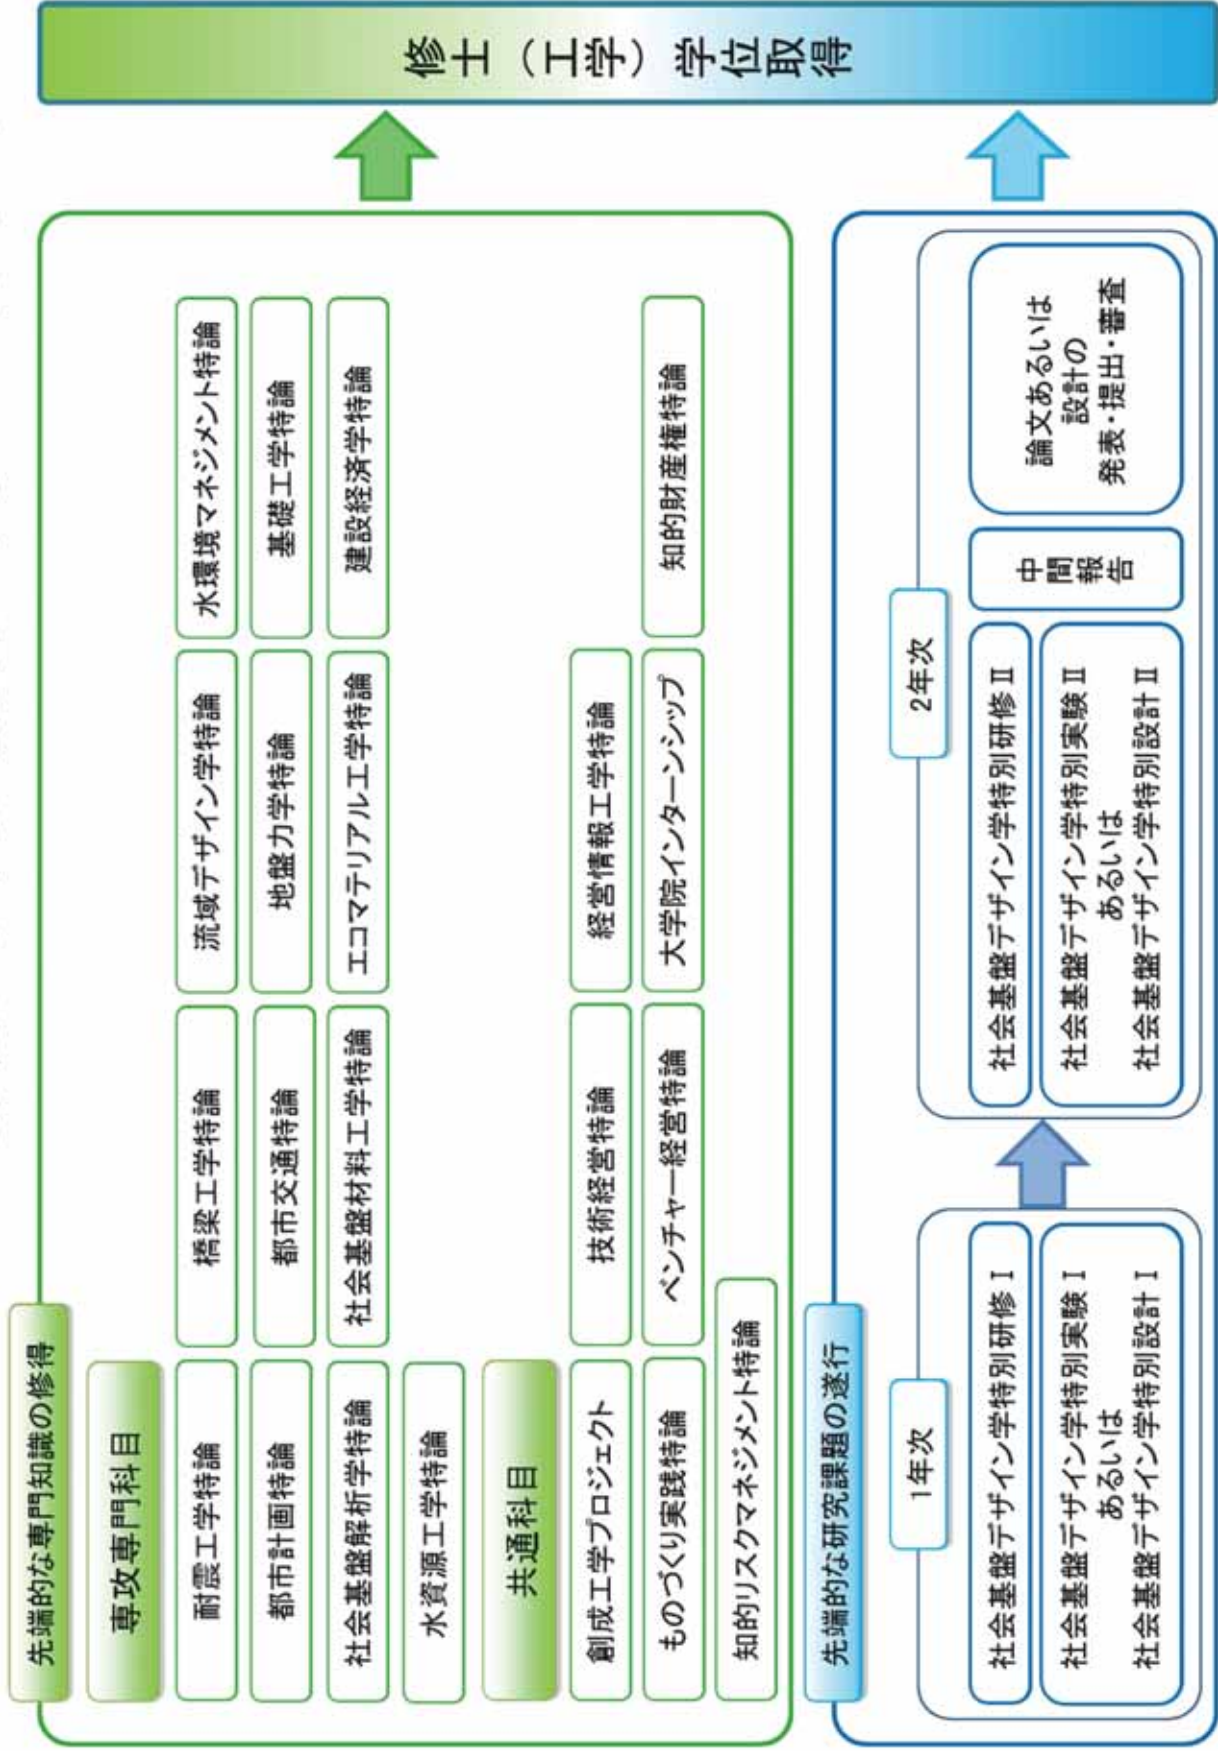 先端的な専門知識の修得
専攻専門科目
耐震工学特論
橋梁工学特論
流域デザイン学特論
水環境マネジメント特論
都市計画特論
都市交通特論
地盤力学特論
基礎工学特論
社会基盤解析学特論
社会基盤材料工学特論
エコマテリアル工学特論
建設経済学特論
水資源工学特論
共通科目
創成工学プロジェクト
技術経営特論
経営情報工学特論
ものづくり実践特論
ベンチャー経営特論
大学院インターンシップ
知的財産権特論
知的リスクマネジメント特論
先端的な研究課題の遂行
1年次
社会基盤デザイン学特別研修Ⅰ
社会基盤デザイン学特別実験Ⅰ
あるいは
社会基盤デザイン学特別設計Ⅰ
2年次
社会基盤デザイン学特別研修Ⅱ
社会基盤デザイン学特別実験Ⅱ
あるいは
社会基盤デザイン学特別設計Ⅱ
中間報告
論文あるいは
設計の
発表・提出・審査
修士（工学）学位取得